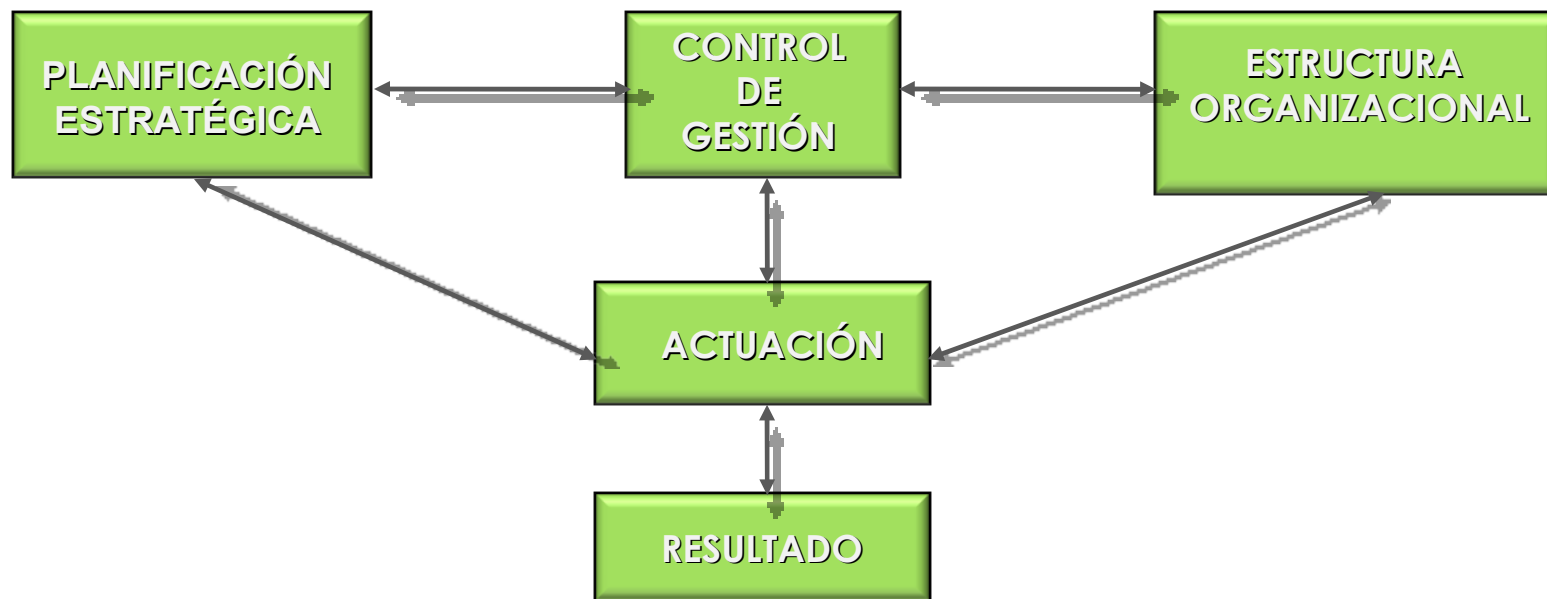 PLANIFICACIÓN
ESTRATÉGICA
CONTROL
DE
GESTIÓN
ESTRUCTURA
ORGANIZACIONAL
ACTUACIÓN
RESULTADO